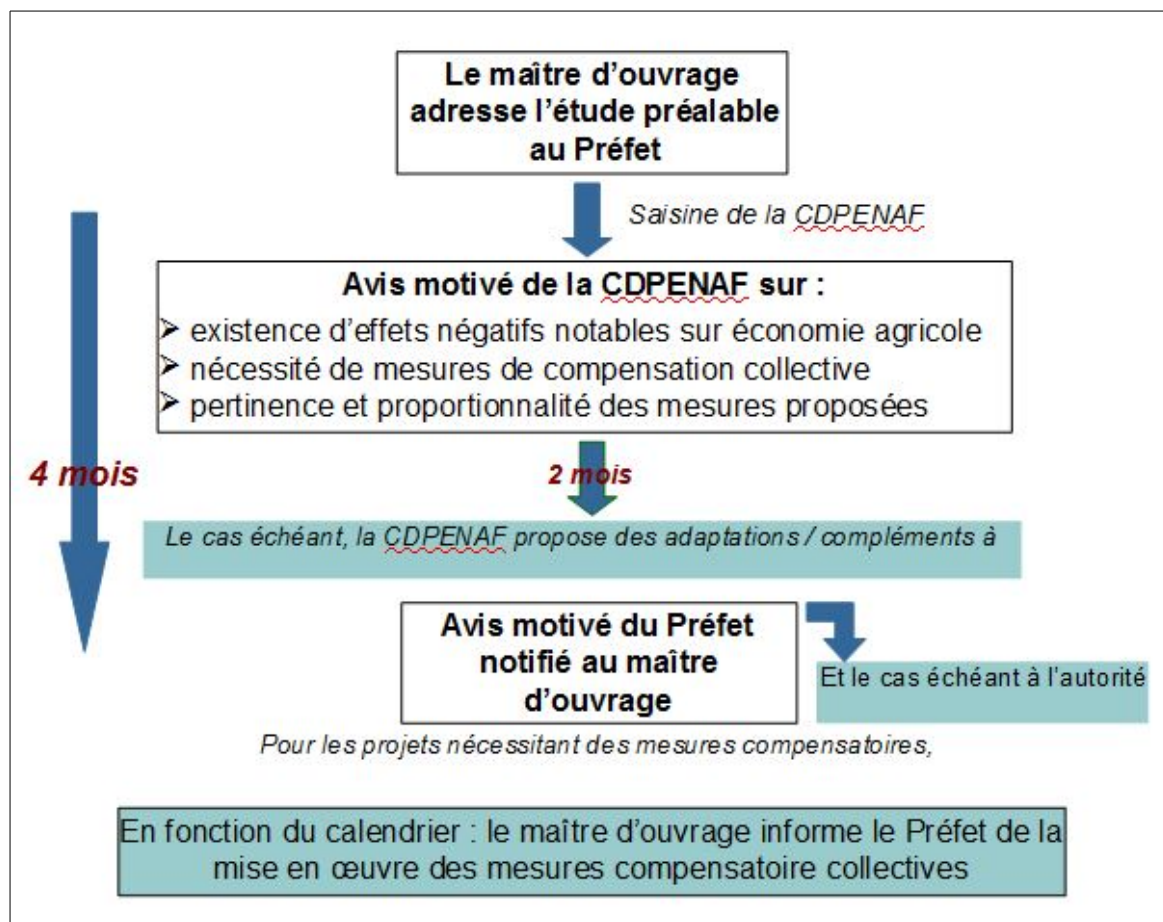 Le maître d'ouvrage
adresse l'étude préalable
au Préfet
Saisine de la CDPENAF
Avis motivé de la CDPENAF sur :
➢ existence d'effets négatifs notables sur économie agricole
➢ nécessité de mesures de compensation collective
➢ pertinence et proportionnalité des mesures proposées
4 mois
2 mois
Le cas échéant, la CDPENAF propose des adaptations / compléments à
Avis motivé du Préfet
notifié au maître
d'ouvrage
Et le cas échéant à l'autorité
Pour les projets nécessitant des mesures compensatoires,
En fonction du calendrier : le maître d'ouvrage informe le Préfet de la
mise en œuvre des mesures compensatoire collectives